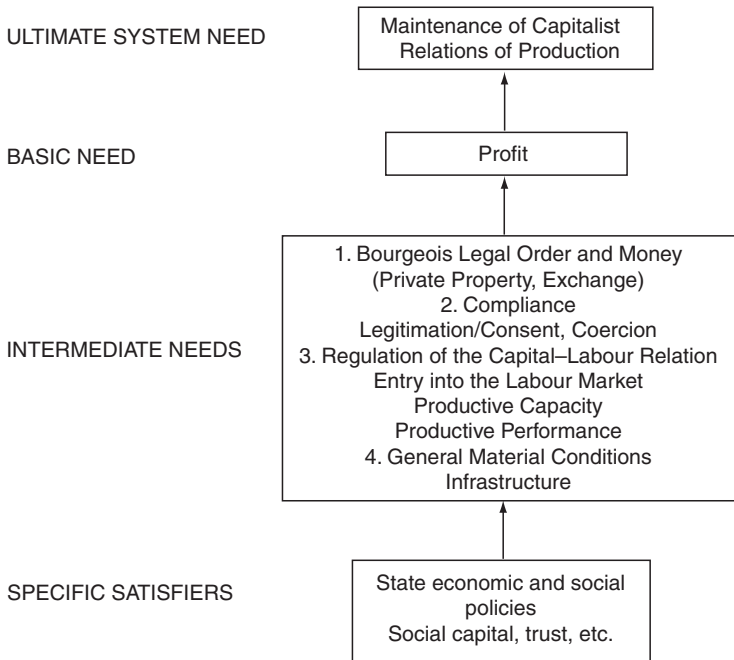 ULTIMATE SYSTEM NEED
Maintenance of Capitalist
Relations of Production
BASIC NEED
Profit
INTERMEDIATE NEEDS
1. Bourgeois Legal Order and Money
(Private Property, Exchange)
2. Compliance
Legitimation/Consent, Coercion
3. Regulation of the Capital–Labour Relation
Entry into the Labour Market
Productive Capacity
Productive Performance
4. General Material Conditions
Infrastructure
SPECIFIC SATISFIERS
State economic and social
policies
Social capital, trust, etc.